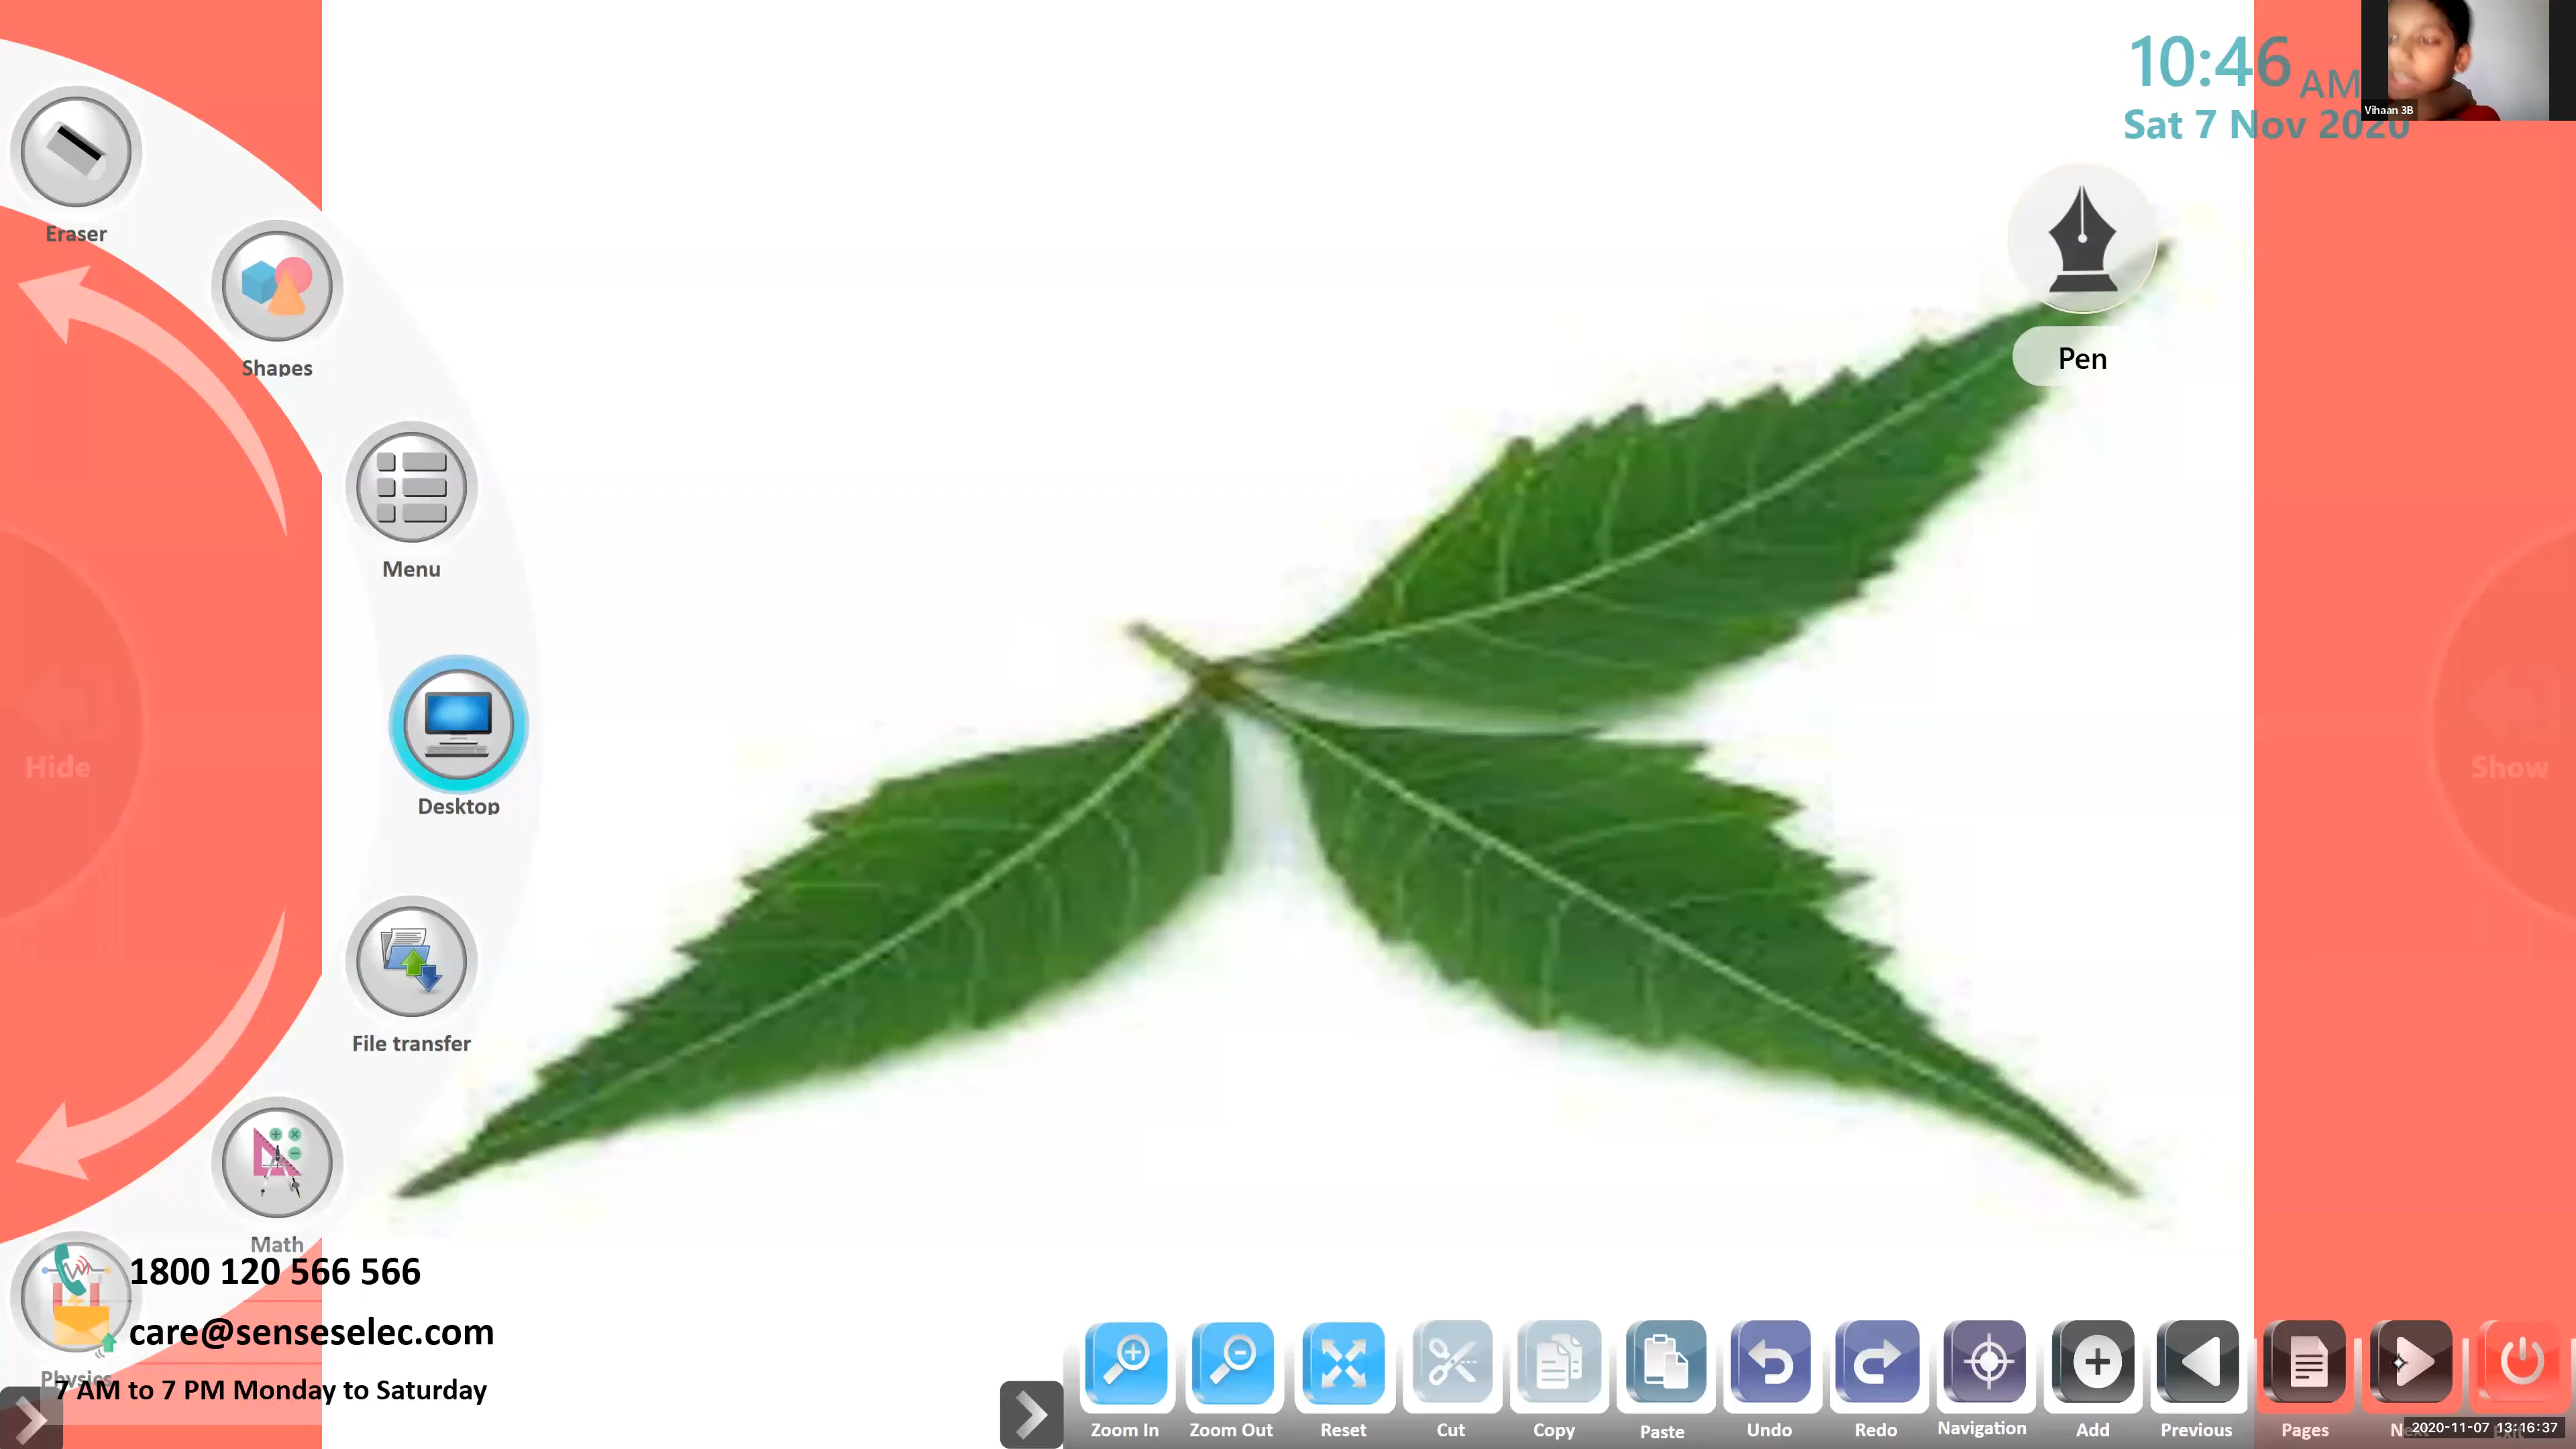 10:46 AM
Sat 7 Nov 2020
Vihaan 3B
Eraser
Shapes
Pen
Menu
Hide
Show
Desktop
File transfer
Math
1800 120 566 566
care@senseselec.com
Physics
7 AM to 7 PM Monday to Saturday
Zoom In
Zoom Out
Reset
Cut
Copy
Paste
Undo
Redo
Navigation
Add
Previous
Pages
2020-11-07 13:16:37